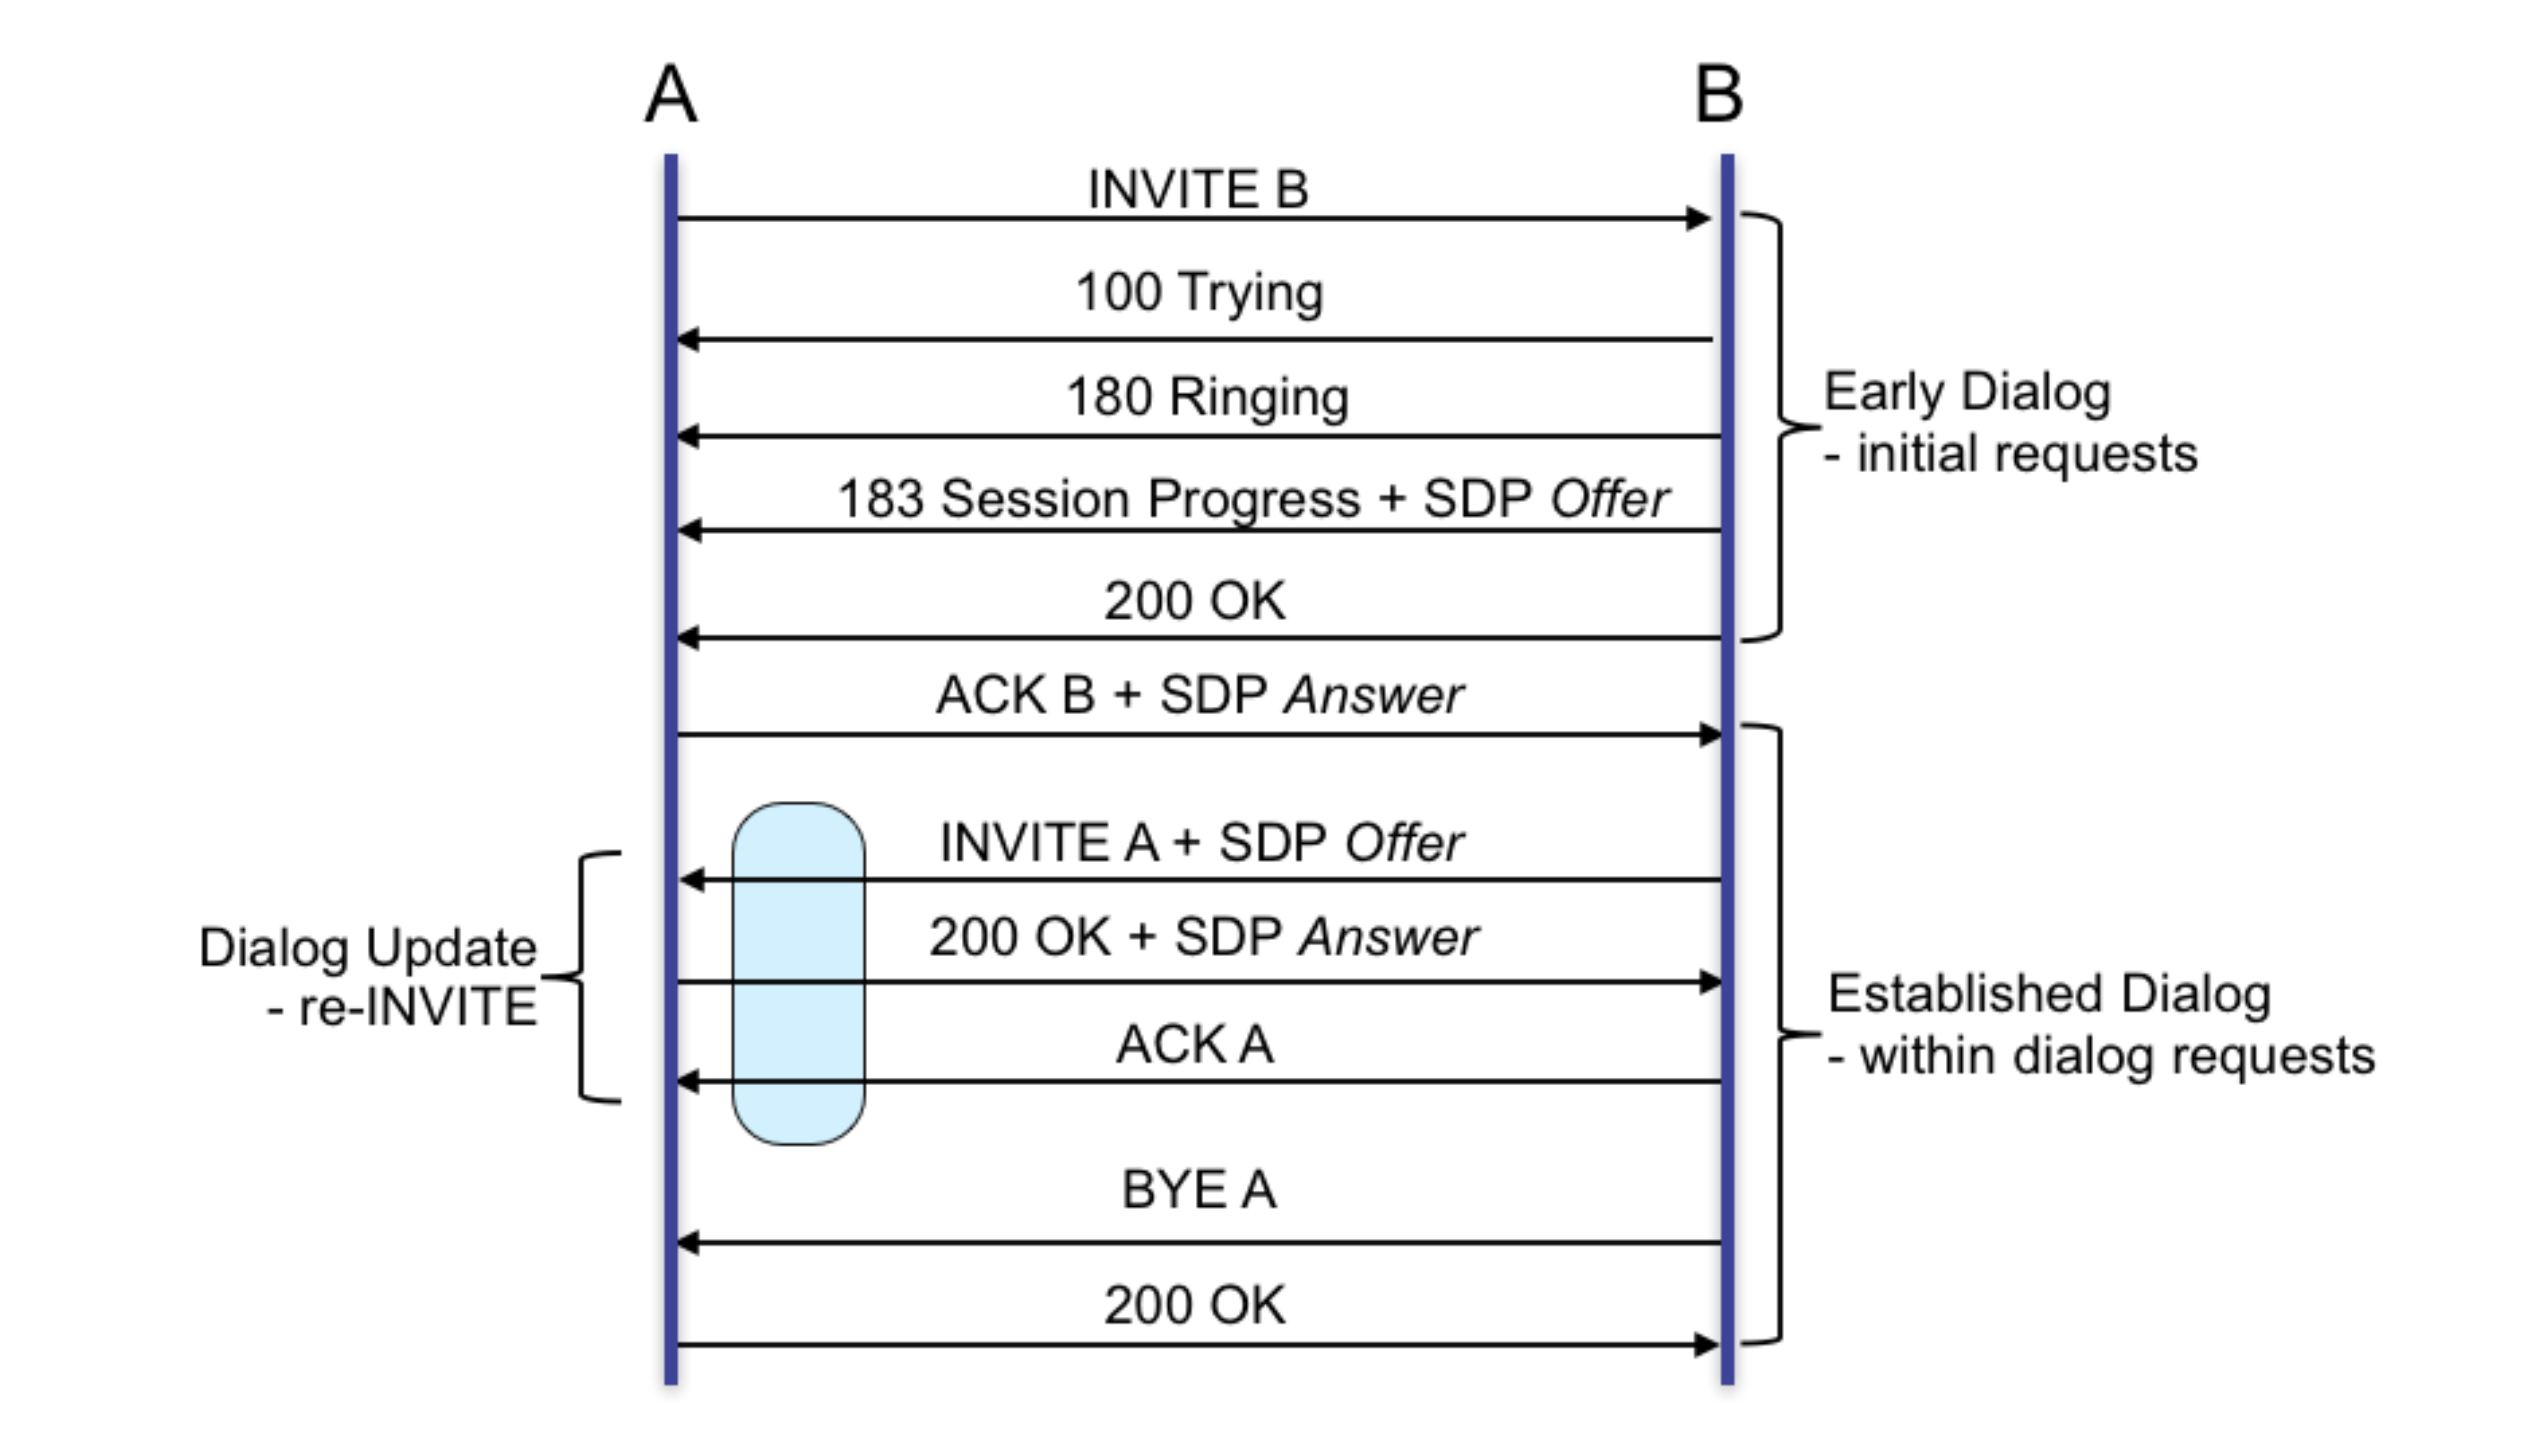 A
B
INVITE B
100 Trying
180 Ringing
183 Session Progress + SDP Offer
200 OK
Early Dialog
- initial requests
ACK B + SDP Answer
INVITE A + SDP Offer
200 OK + SDP Answer
ACK A
Dialog Update
- re-INVITE
Established Dialog
- within dialog requests
BYE A
200 OK